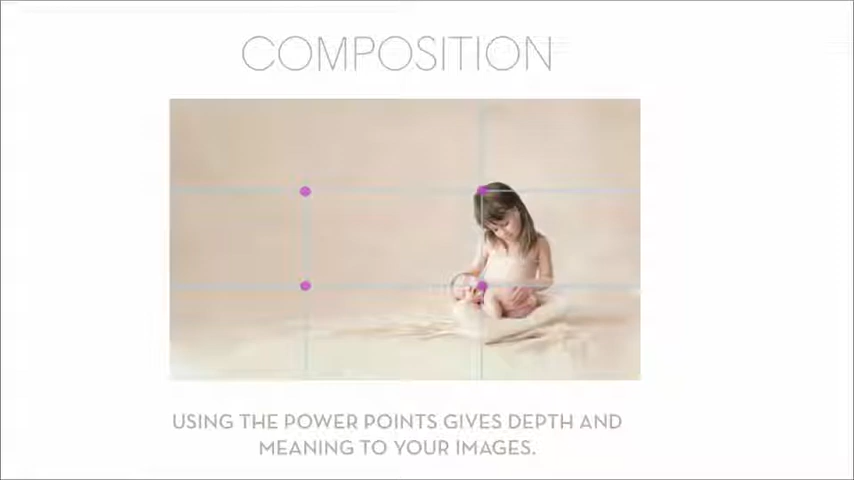 COMPOSITION
USING THE POWER POINTS GIVES DEPTH AND
MEANING TO YOUR IMAGES.